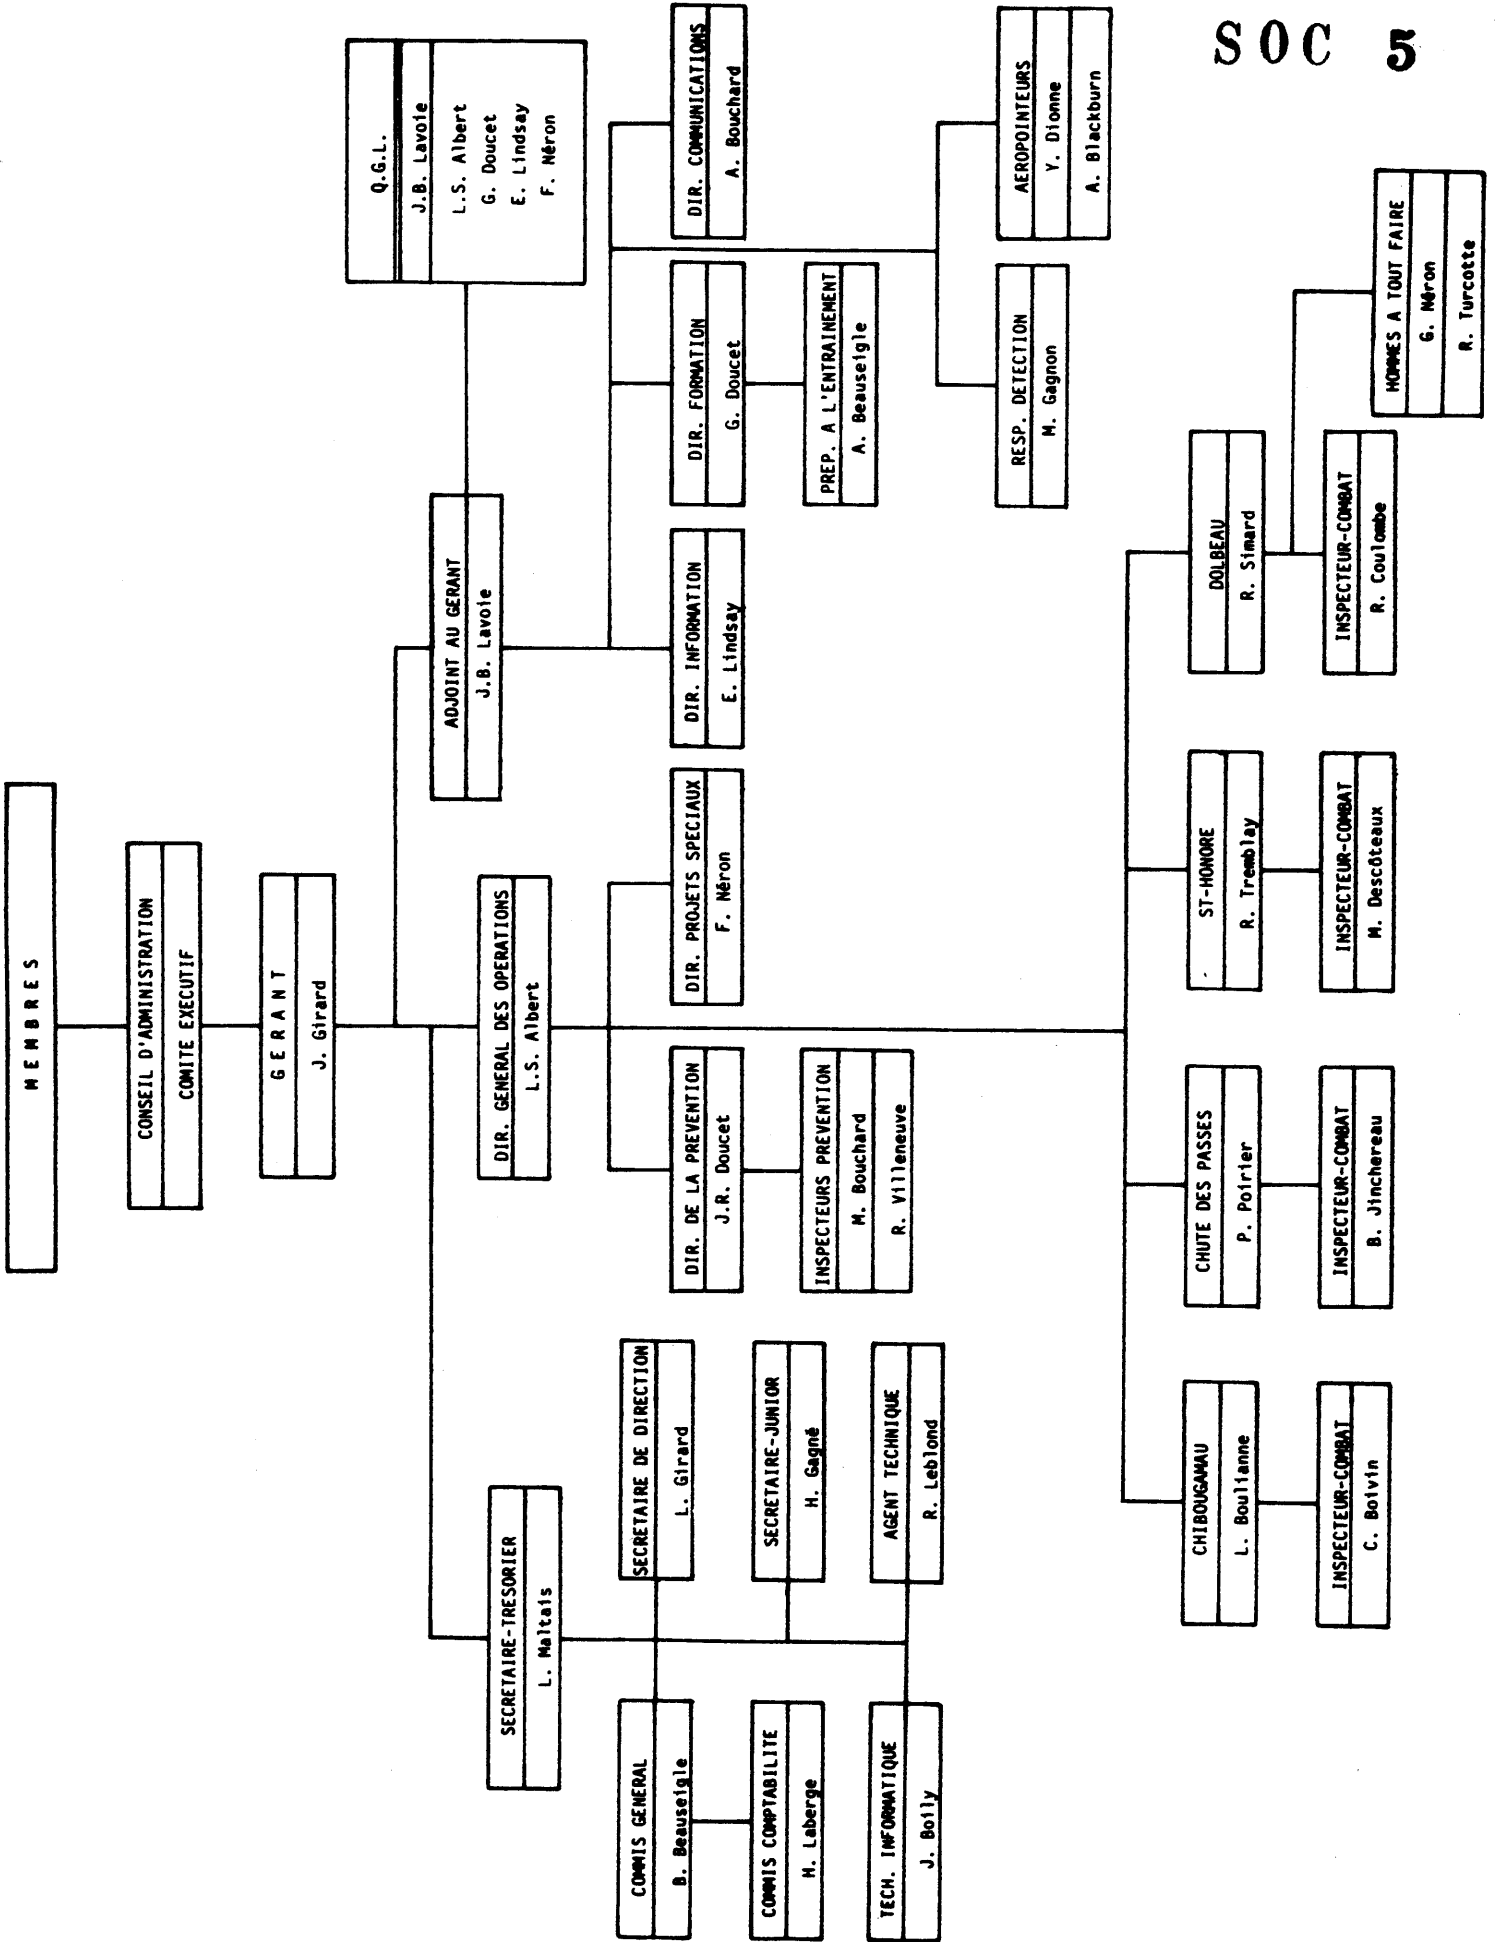 SOC 5
MEMBRES
CONSEIL D'ADMINISTRATION
COMITE EXECUTIF
GERANT
J. Girard
SECRETAIRE-TRESORIER
L. Maltais
DIR. GENERAL DES OPERATIONS
L.S. Albert
ADJOINT AU GERANT
J.B. Lavoie
Q.G.L.
J.B. Lavoie
L.S. Albert
G. Doucet
E. Lindsay
F. Néron
COMMIS GENERAL
B. Beauseigle
SECRETAIRE DE DIRECTION
L. Girard
COMMIS COMPTABILITE
H. Laberge
SECRETAIRE-JUNIOR
H. Gagné
TECH. INFORMATIQUE
J. Boily
AGENT TECHNIQUE
R. Leblond
DIR. DE LA PREVENTION
J.R. Doucet
INSPECTEURS PREVENTION
M. Bouchard
R. Villeneuve
DIR. PROJETS SPECIAUX
F. Néron
DIR. INFORMATION
E. Lindsay
DIR. FORMATION
G. Doucet
PREP. A L'ENTRAINEMENT
A. Beauseigle
DIR. COMMUNICATIONS
A. Bouchard
RESP. DETECTION
M. Gagnon
AEROPOINTEURS
Y. Dionne
A. Blackburn
CHIBOUGAMAU
L. Boulianne
INSPECTEUR-COMBAT
C. Boivin
CHUTE DES PASSES
P. Poirier
INSPECTEUR-COMBAT
B. Jinchereau
ST-HONORE
R. Tremblay
INSPECTEUR-COMBAT
M. Descôteaux
DOLBEAU
R. Simard
INSPECTEUR-COMBAT
R. Coulombe
HOMMES A TOUT FAIRE
G. Néron
R. Turcotte